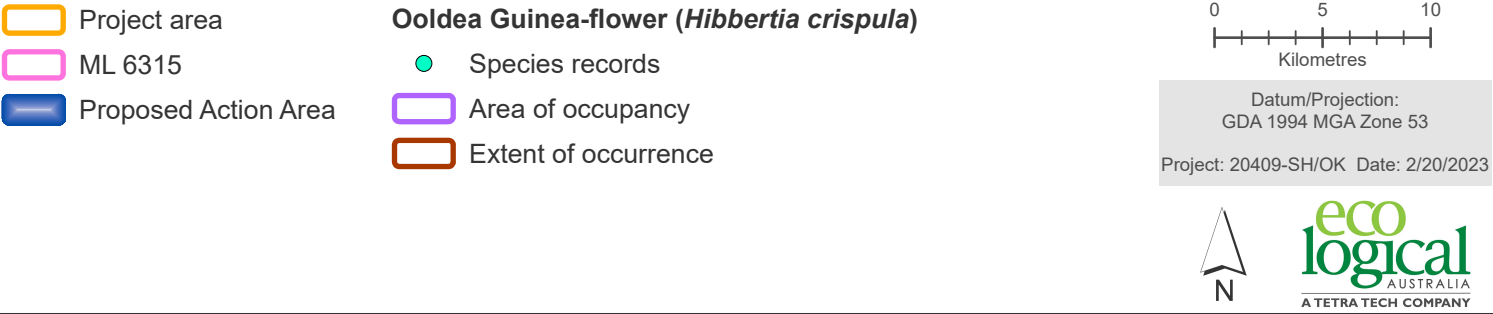 Project area
ML 6315
Proposed Action Area
Ooldea Guinea-flower (Hibbertia crispula)
Species records
Area of occupancy
Extent of occurrence
0 5 10
Kilometres
Datum/Projection:
GDA 1994 MGA Zone 53
Project: 20409-SH/OK Date: 2/20/2023
N
eco
logical
AUSTRALIA
A TETRA TECH COMPANY